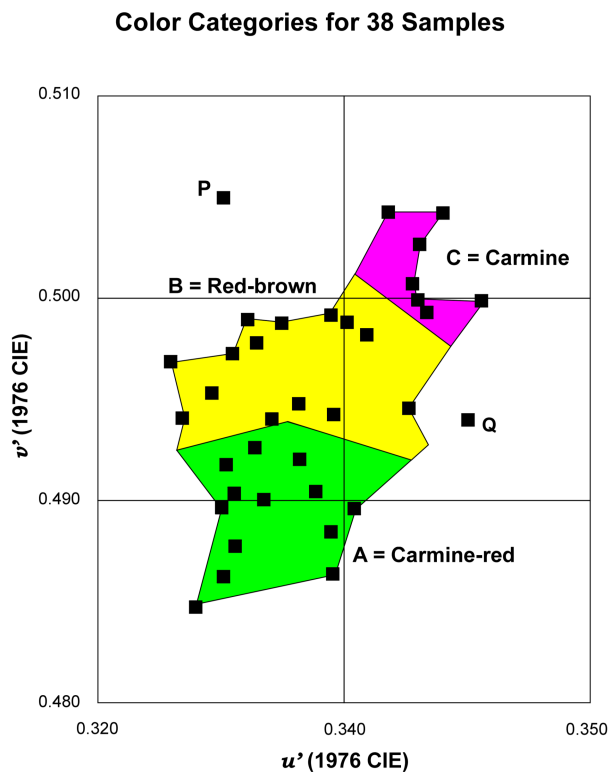 Color Categories for 38 Samples
0.510
P
C = Carmine
B = Red-brown
0.500
v’ (1976 CIE)
Q
0.490
A = Carmine-red
0.480
0.320
0.340
0.350
u’ (1976 CIE)